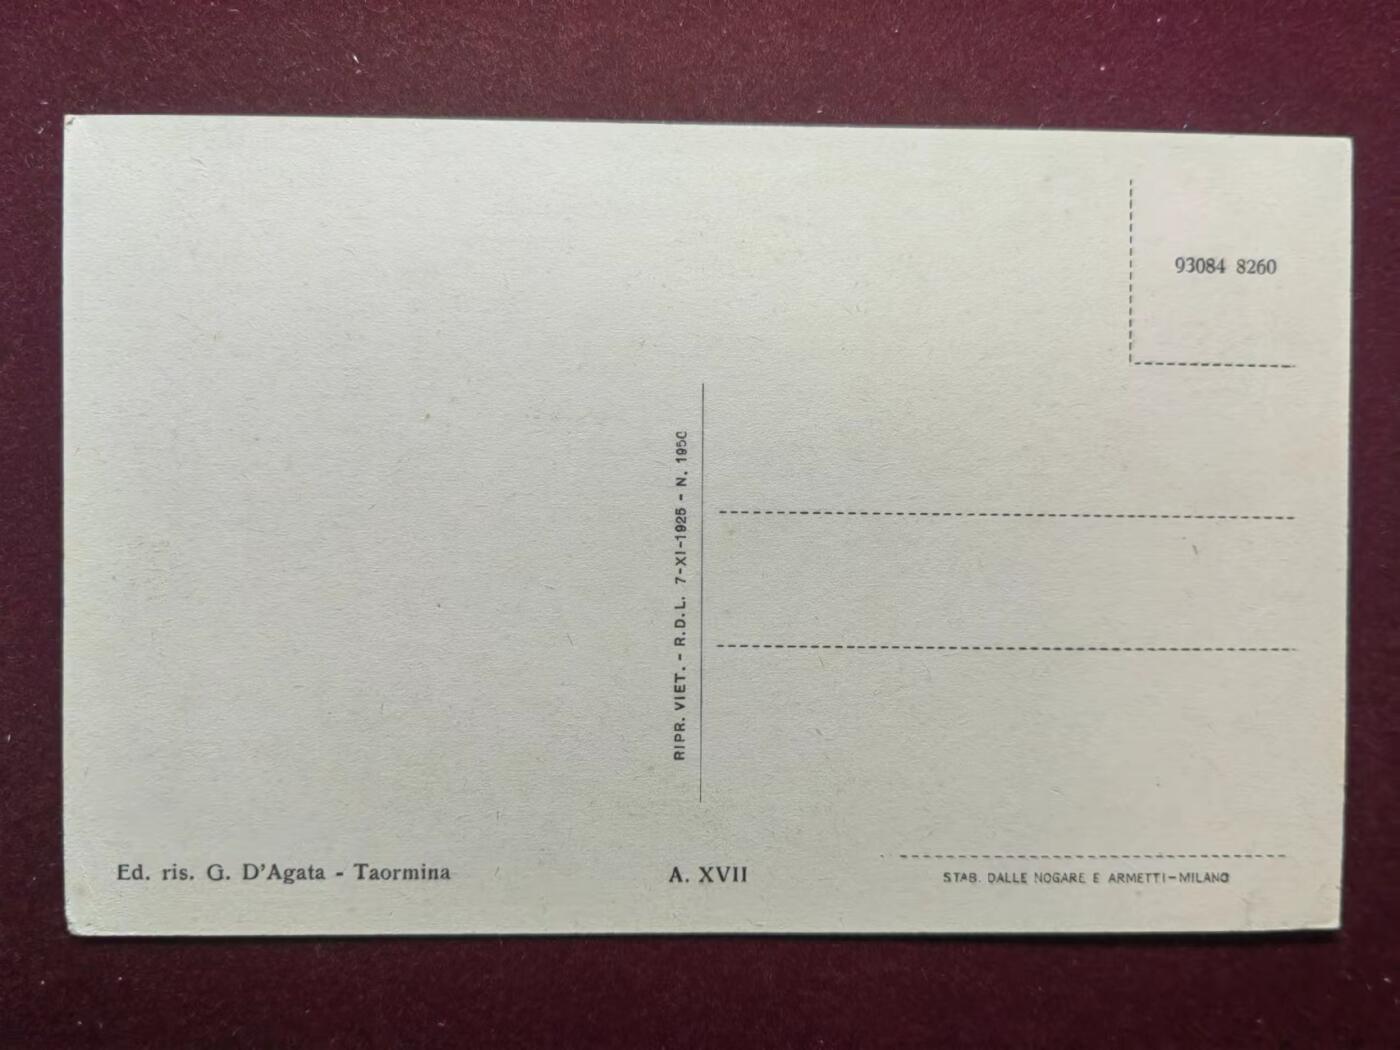 93084 8260
RIPR. VIET. - R.D.L. 7-XI-1925 - N. 1950
Ed. ris. G. D'Agata - Taormina
A. XVII
STAB. DALLE NOGARE E ARMETTI-MILANO